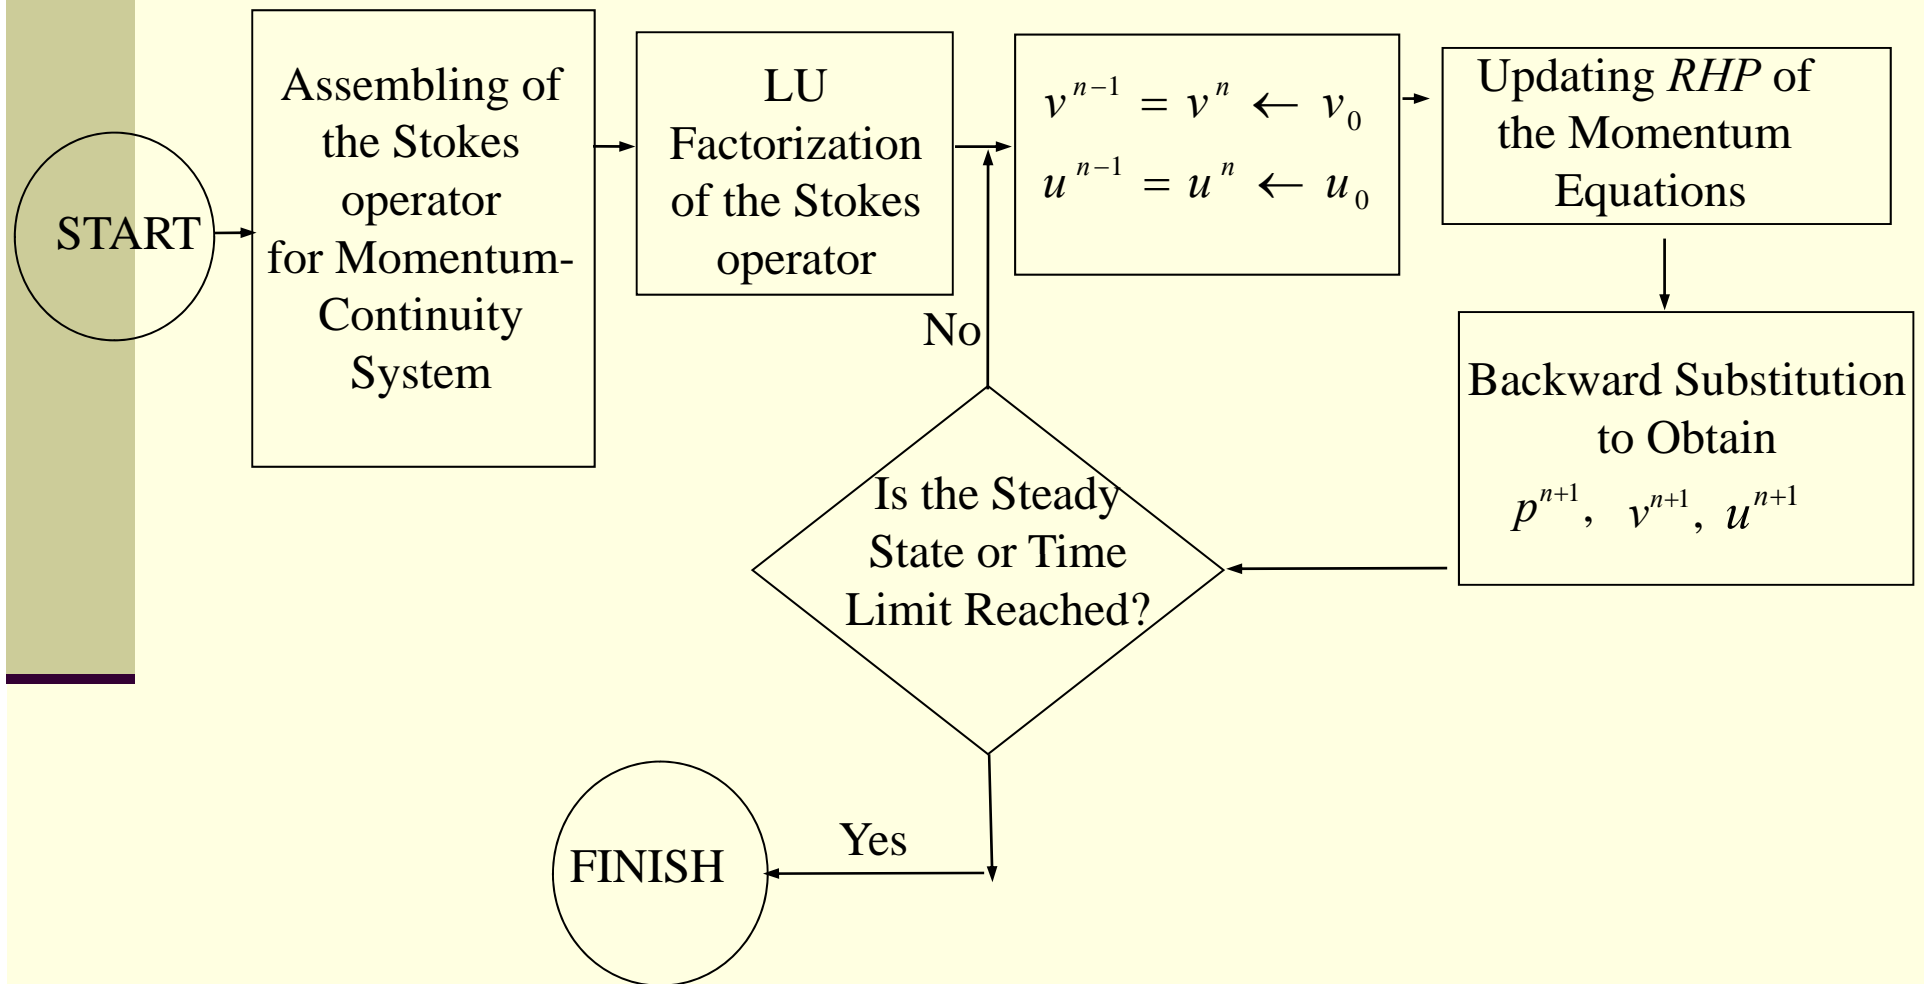 START
Assembling of
the Stokes
operator
for Momentum-
Continuity
System
LU
Factorization
of the Stokes
operator
v^{n−1} = v^n ← v_0
u^{n−1} = u^n ← u_0
Updating RHP of
the Momentum
Equations
Backward Substitution
to Obtain
p^{n+1}, v^{n+1}, u^{n+1}
No
Is the Steady
State or Time
Limit Reached?
Yes
FINISH